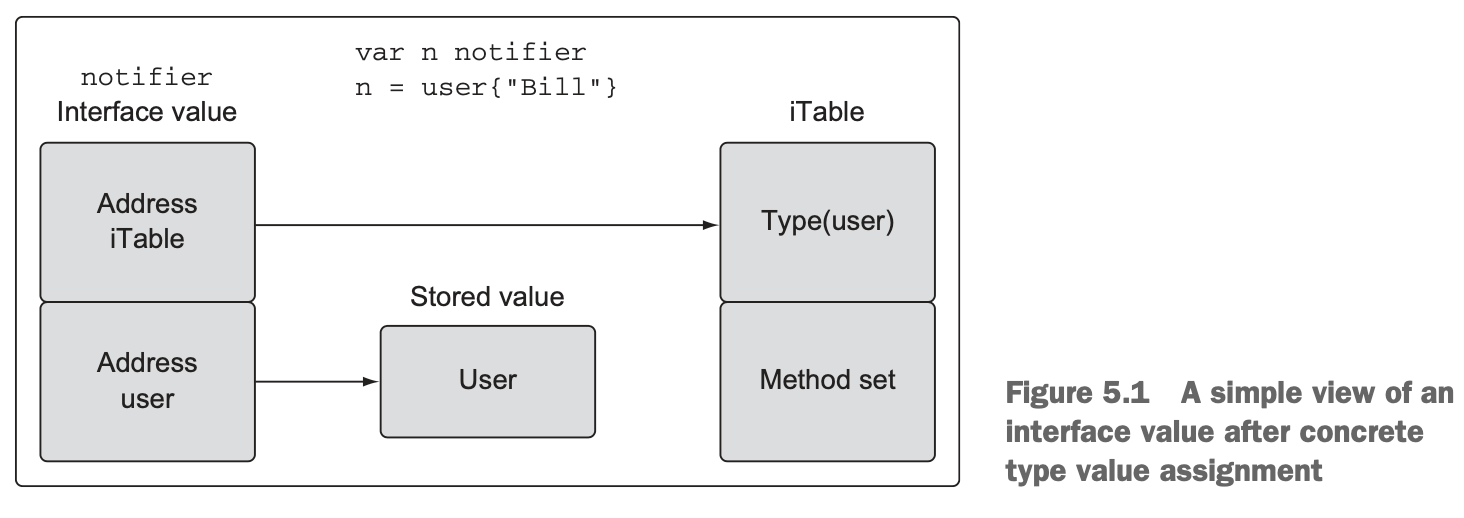 var n notifier
n = user{"Bill"}
notifier
Interface value
iTable
Address
iTable
Type(user)
Stored value
Address
user
User
Method set
Figure 5.1 A simple view of an
interface value after concrete
type value assignment